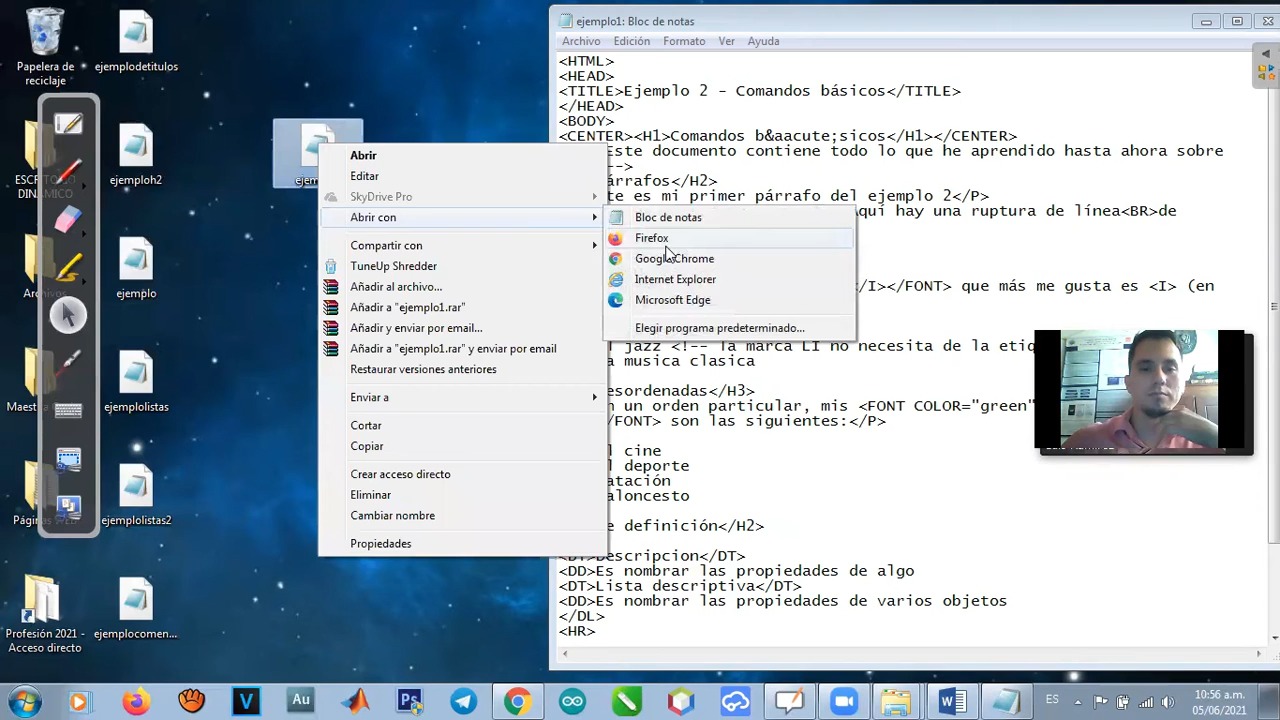 Papelera de
reciclaje
ejemplodetitulos
ESCRITORIO
DINAMICO
ejemploh2
Archivos
ejemplo
Maestra
ejemplolistas
Páginas WEB
ejemplolistas2
Profesión 2021 -
Acceso directo
ejemplocomen...
Abrir
Editar
SkyDrive Pro
Abrir con
Compartir con
TuneUp Shredder
Añadir al archivo...
Añadir a "ejemplo1.rar"
Añadir y enviar por email...
Añadir a "ejemplo1.rar" y enviar por email
Restaurar versiones anteriores
Enviar a
Cortar
Copiar
Crear acceso directo
Eliminar
Cambiar nombre
Propiedades
Bloc de notas
Firefox
Google Chrome
Internet Explorer
Microsoft Edge
Elegir programa predeterminado...
ejemplo1: Bloc de notas
Archivo Edición Formato Ver Ayuda
<HTML>
<HEAD>
<TITLE>Ejemplo 2 - Comandos básicos</TITLE>
</HEAD>
<BODY>
<CENTER><H1>Comandos b&aacute;sicos</H1></CENTER>
Este documento contiene todo lo que he aprendido hasta ahora sobre
-->
árrafos</H2>
te es mi primer párrafo del ejemplo 2</P>
Aquí hay una ruptura de línea<BR>de
/I></FONT> que más me gusta es <I> (en
l jazz <!-- la marca LI no necesita de la etiq
a musica clasica
esordenadas</H3>
n un orden particular, mis <FONT COLOR="green"
/FONT> son las siguientes:</P>
l cine
l deporte
atación
aloncesto
e definición</H2>
<DT>Descripcion</DT>
<DD>Es nombrar las propiedades de algo
<DT>Lista descriptiva</DT>
<DD>Es nombrar las propiedades de varios objetos
</DL>
<HR>
ES
10:56 a.m.
05/06/2021